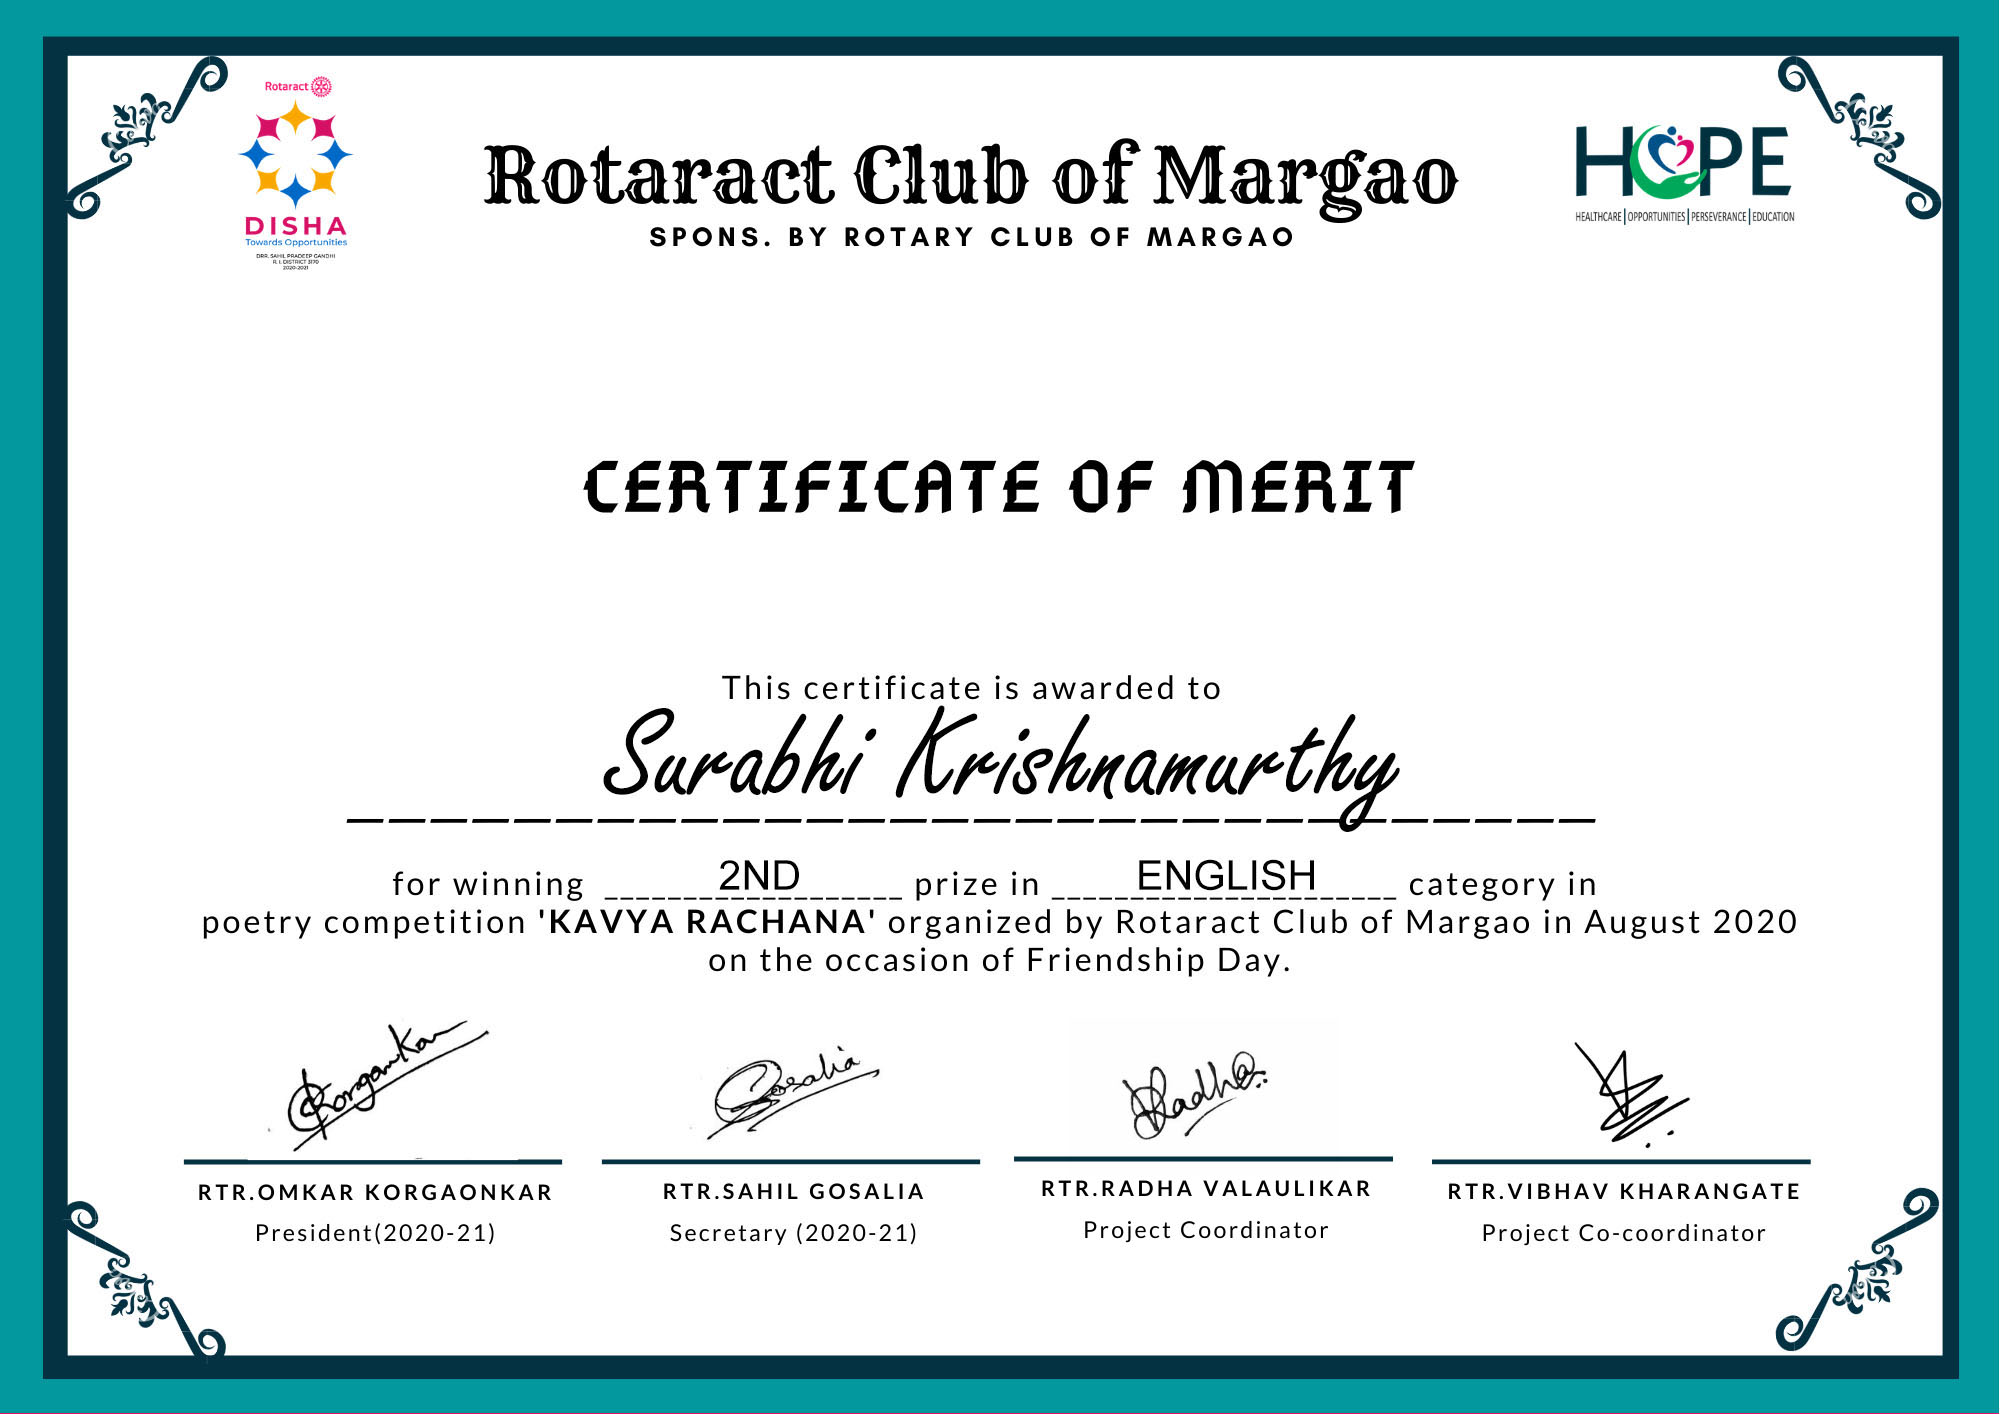 Rotaract
DISHA
Towards Opportunities
DRR. SAHIL PRADEEP GANDHI
R. I. DISTRICT 3170
2020-2021
Rotaract Club of Margao
SPONS. BY ROTARY CLUB OF MARGAO
HOPE
HEALTHCARE|OPPORTUNITIES|PERSEVERANCE|EDUCATION
CERTIFICATE OF MERIT
This certificate is awarded to
Surabhi Krishnamurthy
for winning 2ND prize in ENGLISH category in
poetry competition 'KAVYA RACHANA' organized by Rotaract Club of Margao in August 2020
on the occasion of Friendship Day.
Korgaonkar
Gosalia
Radha
RTR.OMKAR KORGAONKAR
President(2020-21)
RTR.SAHIL GOSALIA
Secretary (2020-21)
RTR.RADHA VALAULIKAR
Project Coordinator
RTR.VIBHAV KHARANGATE
Project Co-coordinator